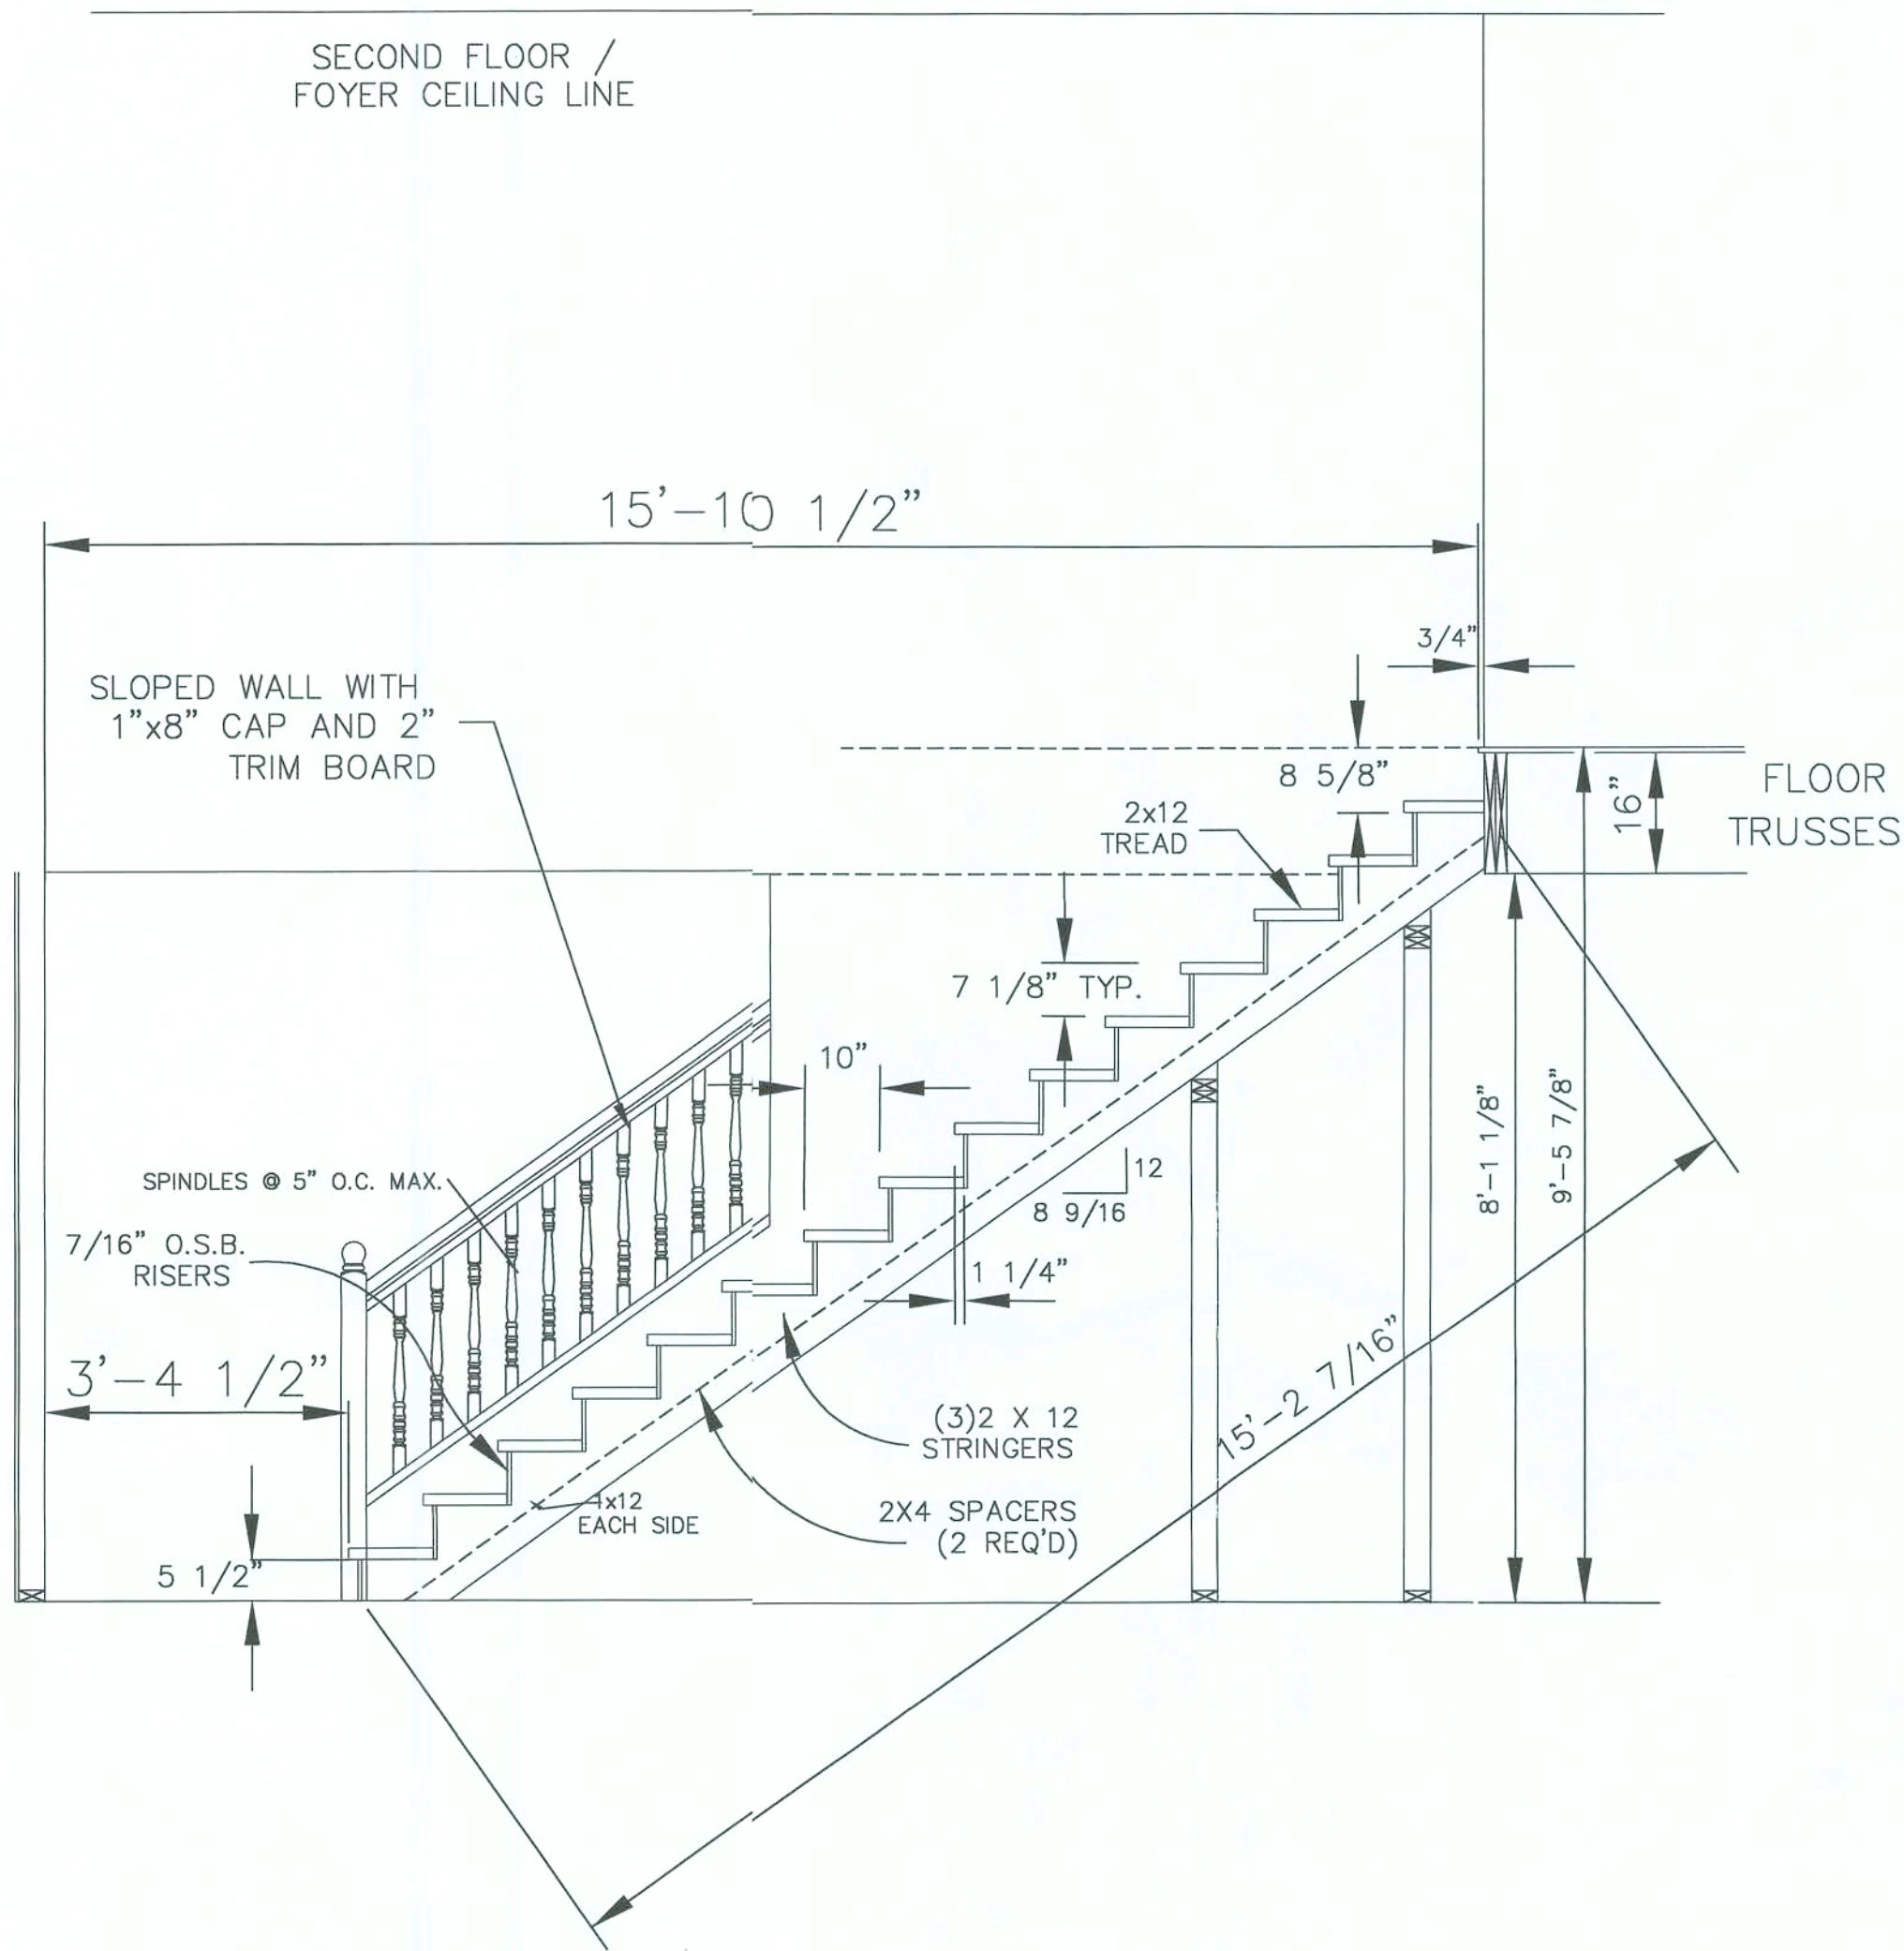 SECOND FLOOR /
FOYER CEILING LINE
15'-10 1/2"
3/4"
SLOPED WALL WITH
1"x8" CAP AND 2"
TRIM BOARD
8 5/8"
16"
FLOOR
TRUSSES
2x12
TREAD
7 1/8" TYP.
10"
8'-1 1/8"
9'-5 7/8"
SPINDLES @ 5" O.C. MAX.
12
8 9/16
7/16" O.S.B.
RISERS
1 1/4"
3'-4 1/2"
15'-2 7/16"
(3)2 X 12
STRINGERS
4x12
EACH SIDE
2X4 SPACERS
(2 REQ'D)
5 1/2"